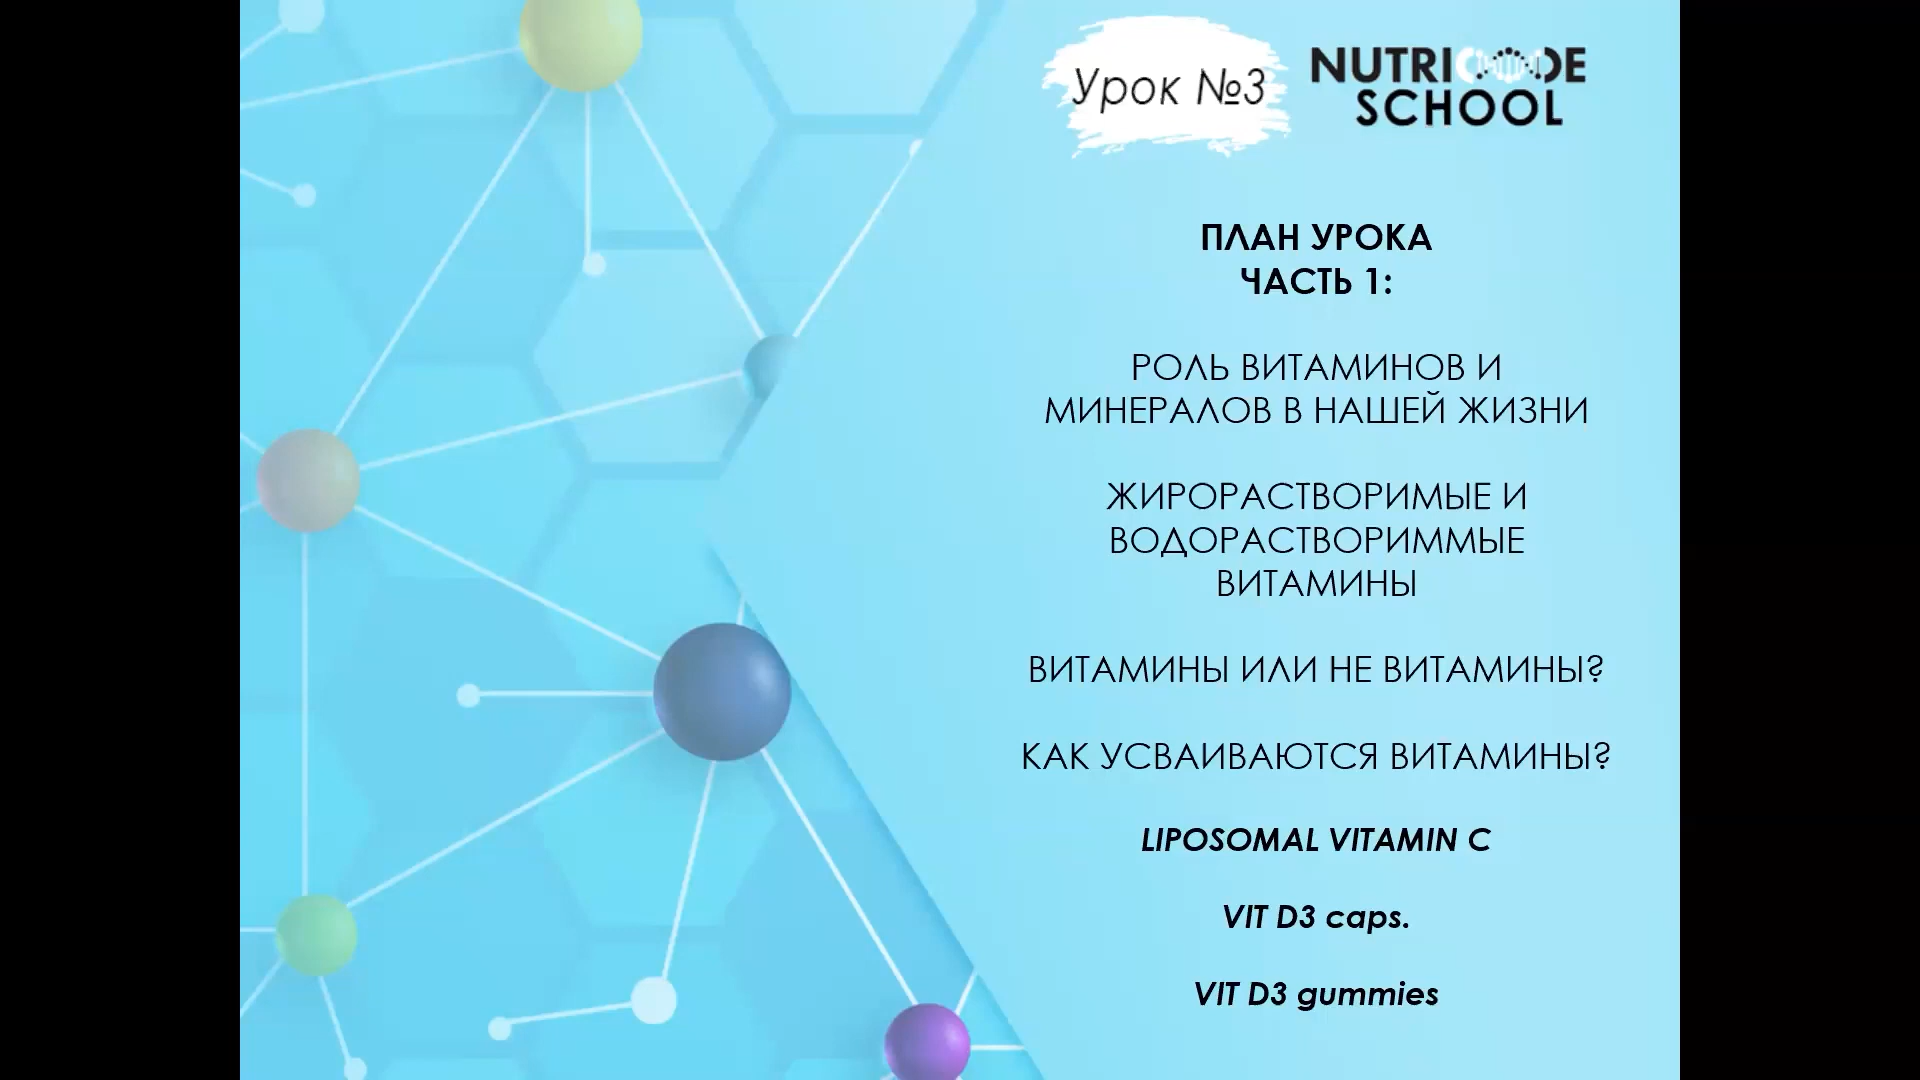 Урок №3
NUTRICODE
SCHOOL
ПЛАН УРОКА
ЧАСТЬ 1:
РОЛЬ ВИТАМИНОВ И
МИНЕРАЛОВ В НАШЕЙ ЖИЗНИ
ЖИРОРАСТВОРИМЫЕ И
ВОДОРАСТВОРИММЫЕ
ВИТАМИНЫ
ВИТАМИНЫ ИЛИ НЕ ВИТАМИНЫ?
КАК УСВАИВАЮТСЯ ВИТАМИНЫ?
LIPOSOMAL VITAMIN C
VIT D3 caps.
VIT D3 gummies